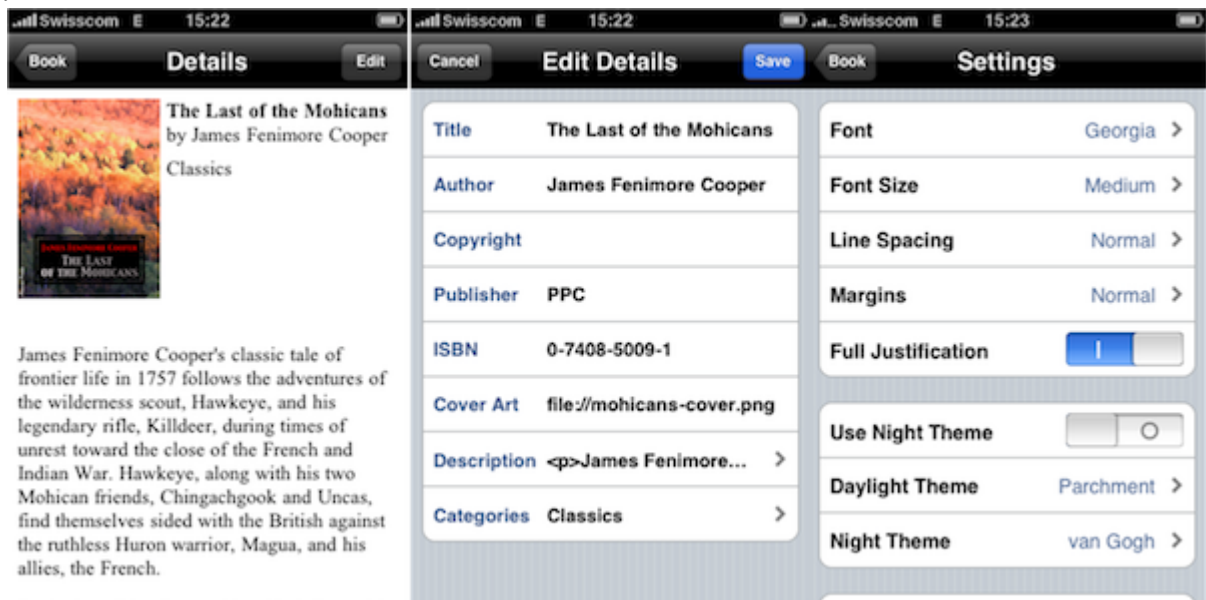 Swisscom E 15:22
Book Details Edit
The Last of the Mohicans
by James Fenimore Cooper
Classics
JAMES FENIMORE COOPER
THE LAST
OF THE MOHICANS
James Fenimore Cooper's classic tale of
frontier life in 1757 follows the adventures of
the wilderness scout, Hawkeye, and his
legendary rifle, Killdeer, during times of
unrest toward the close of the French and
Indian War. Hawkeye, along with his two
Mohican friends, Chingachgook and Uncas,
find themselves sided with the British against
the ruthless Huron warrior, Magua, and his
allies, the French.
Swisscom E 15:22
Cancel Edit Details Save
Title The Last of the Mohicans
Author James Fenimore Cooper
Copyright
Publisher PPC
ISBN 0-7408-5009-1
Cover Art file://mohicans-cover.png
Description <p>James Fenimore...
Categories Classics
Swisscom E 15:23
Book Settings
Font Georgia
Font Size Medium
Line Spacing Normal
Margins Normal
Full Justification
Use Night Theme
Daylight Theme Parchment
Night Theme van Gogh